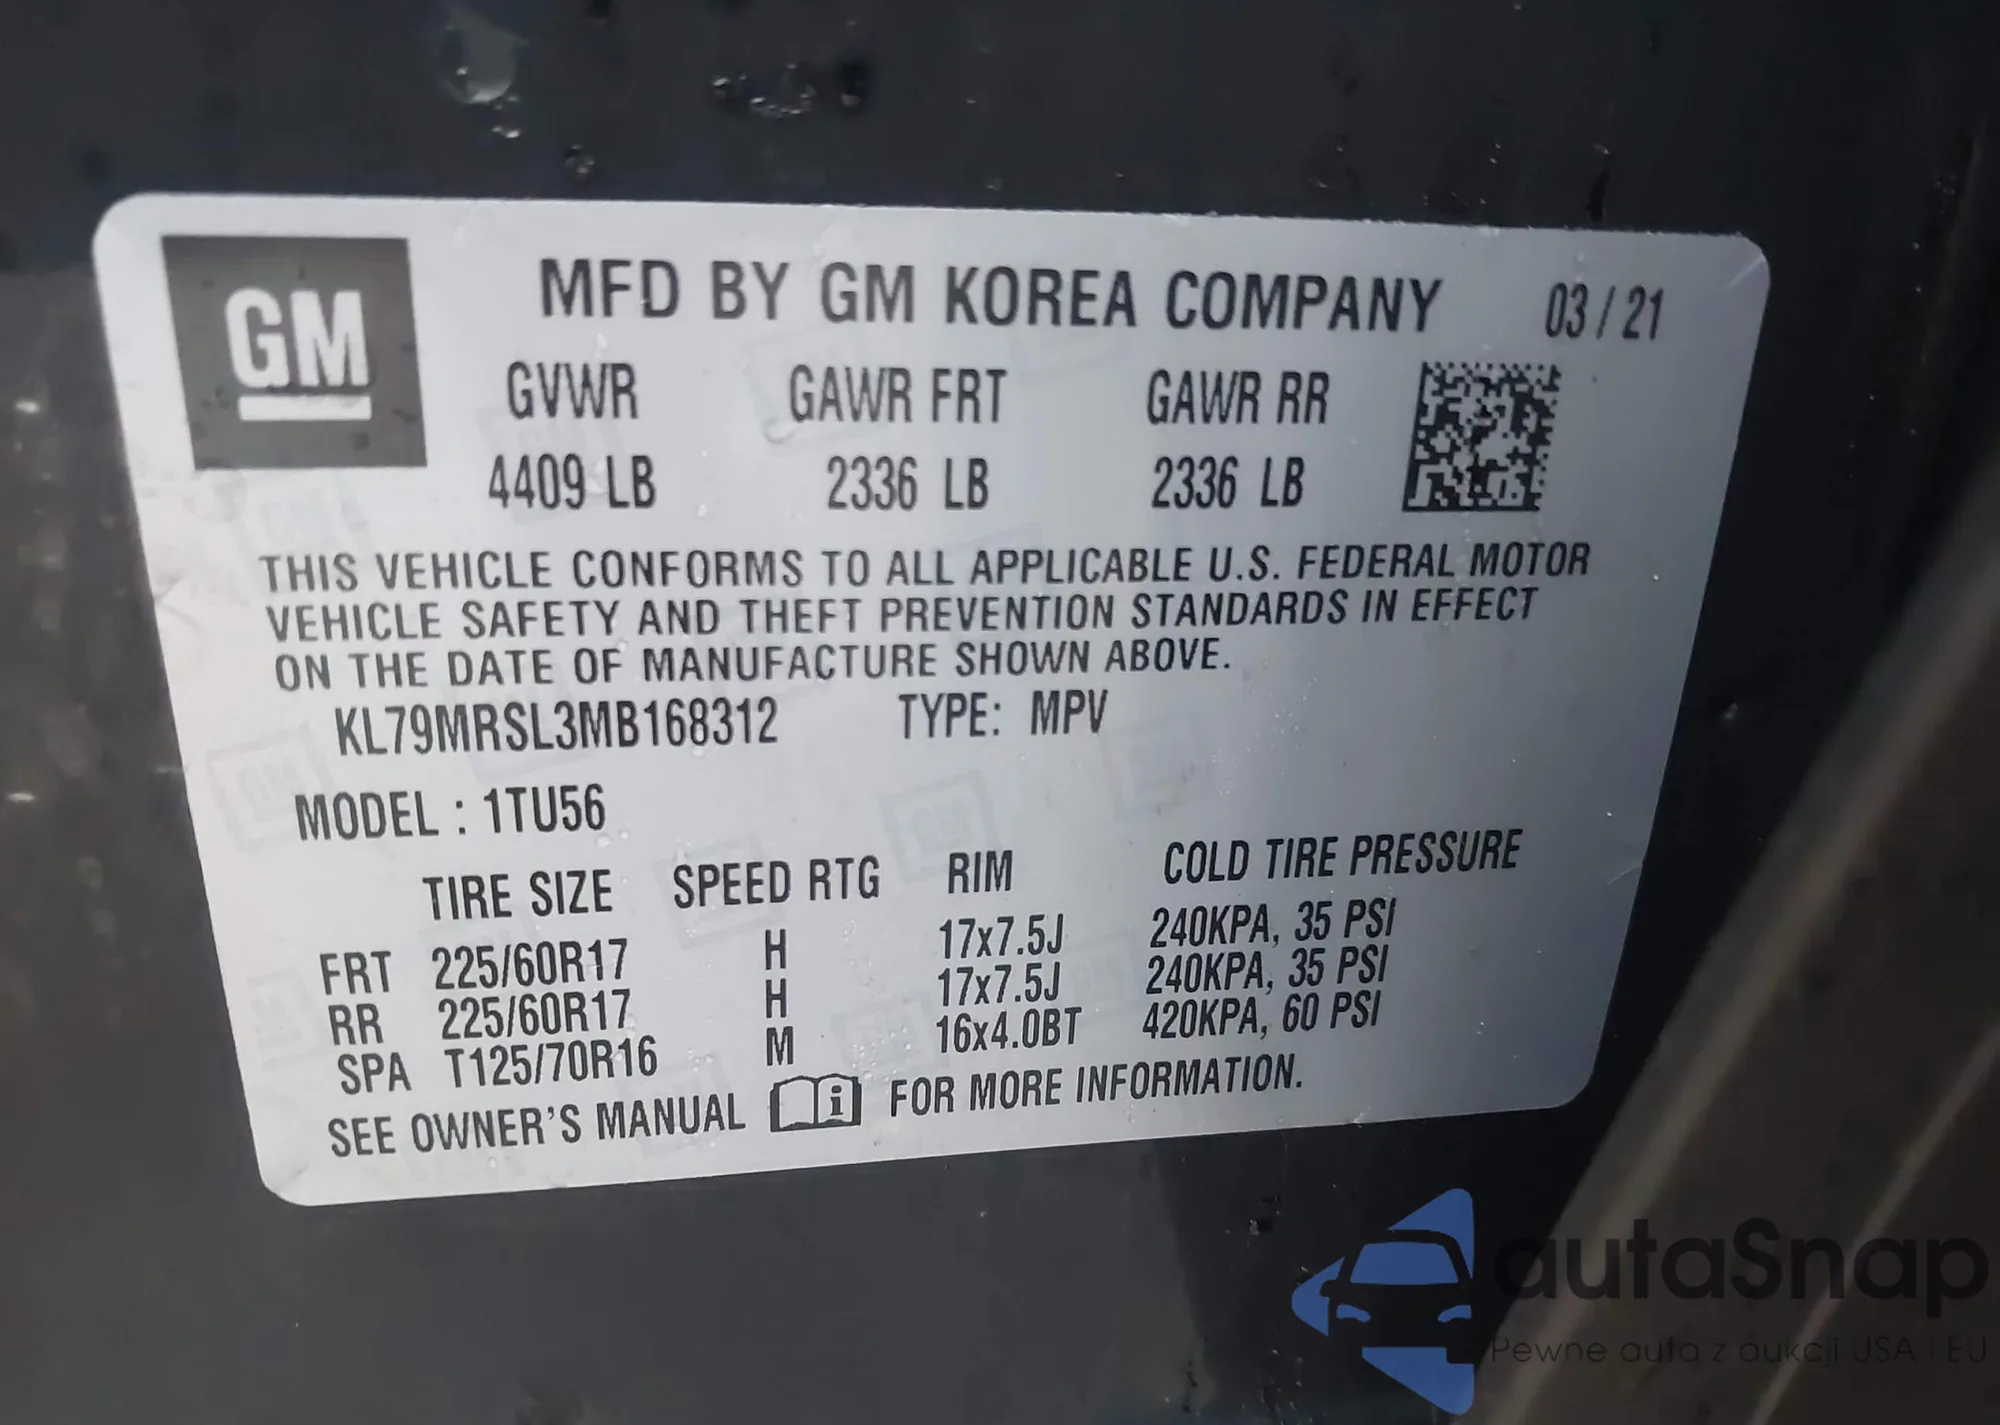 GM
MFD BY GM KOREA COMPANY 03 / 21
GVWR GAWR FRT GAWR RR
4409 LB 2336 LB 2336 LB
THIS VEHICLE CONFORMS TO ALL APPLICABLE U.S. FEDERAL MOTOR
VEHICLE SAFETY AND THEFT PREVENTION STANDARDS IN EFFECT
ON THE DATE OF MANUFACTURE SHOWN ABOVE.
KL79MRSL3MB168312 TYPE: MPV
MODEL : 1TU56
TIRE SIZE SPEED RTG RIM COLD TIRE PRESSURE
FRT 225/60R17 H 17x7.5J 240KPA, 35 PSI
RR 225/60R17 H 17x7.5J 240KPA, 35 PSI
SPA T125/70R16 M 16x4.0BT 420KPA, 60 PSI
SEE OWNER'S MANUAL i FOR MORE INFORMATION.
autaSnap
Pewne auta z aukcji USA i EU